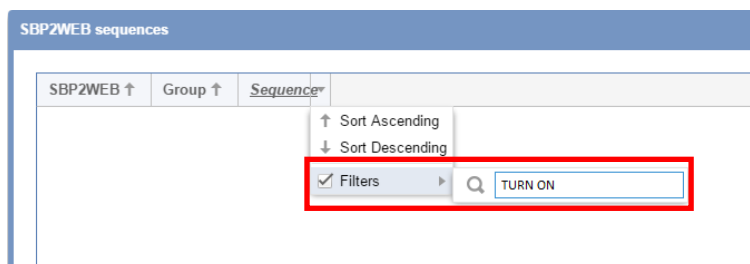 SBP2WEB sequences
SBP2WEB ↑ Group ↑ Sequence
↑ Sort Ascending
↓ Sort Descending
Filters TURN ON